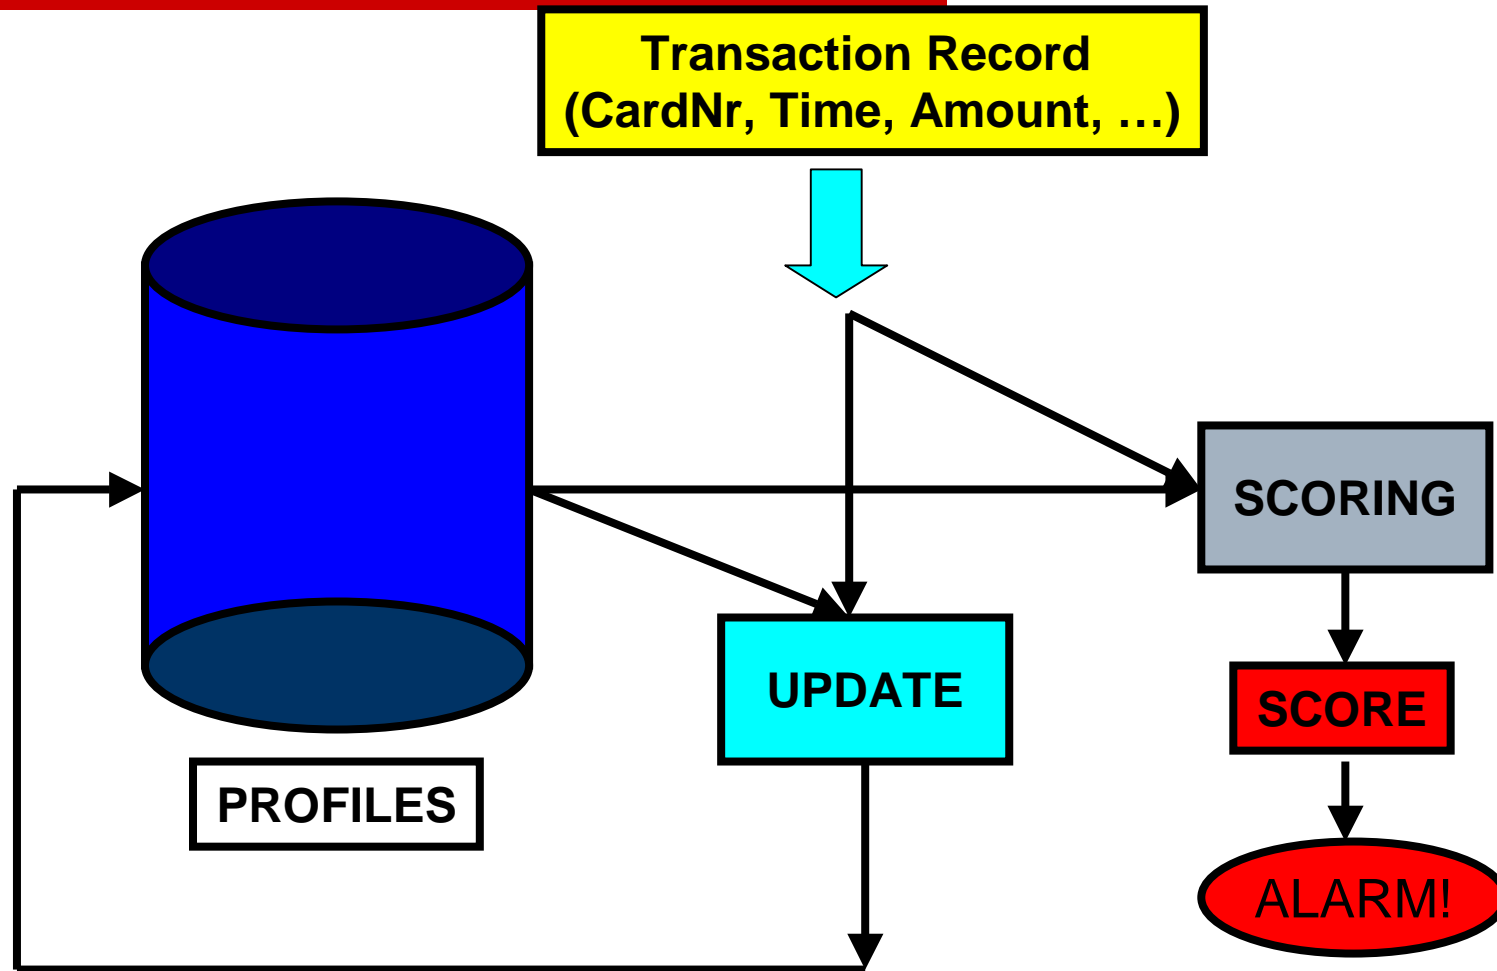 Transaction Record
(CardNr, Time, Amount, …)
SCORING
UPDATE
SCORE
PROFILES
ALARM!